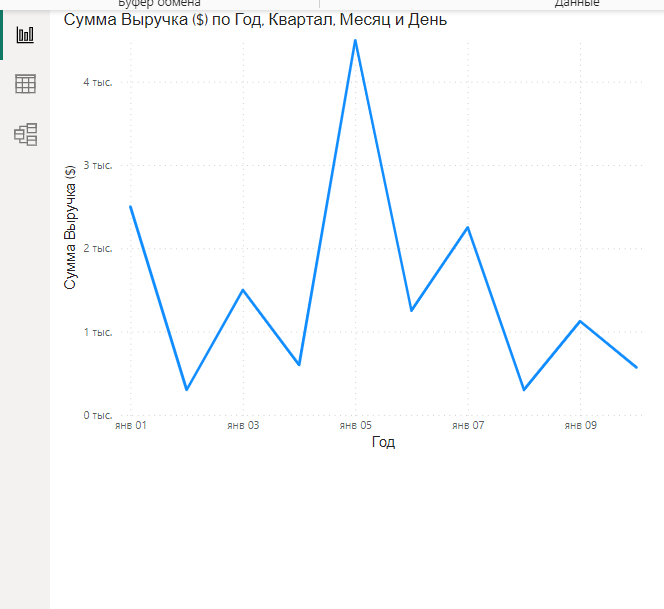 Буфер обмена
Данные
Сумма Выручка ($) по Год, Квартал, Месяц и День
4 тыс.
3 тыс.
2 тыс.
1 тыс.
0 тыс.
Сумма Выручка ($)
янв 01
янв 03
янв 05
янв 07
янв 09
Год